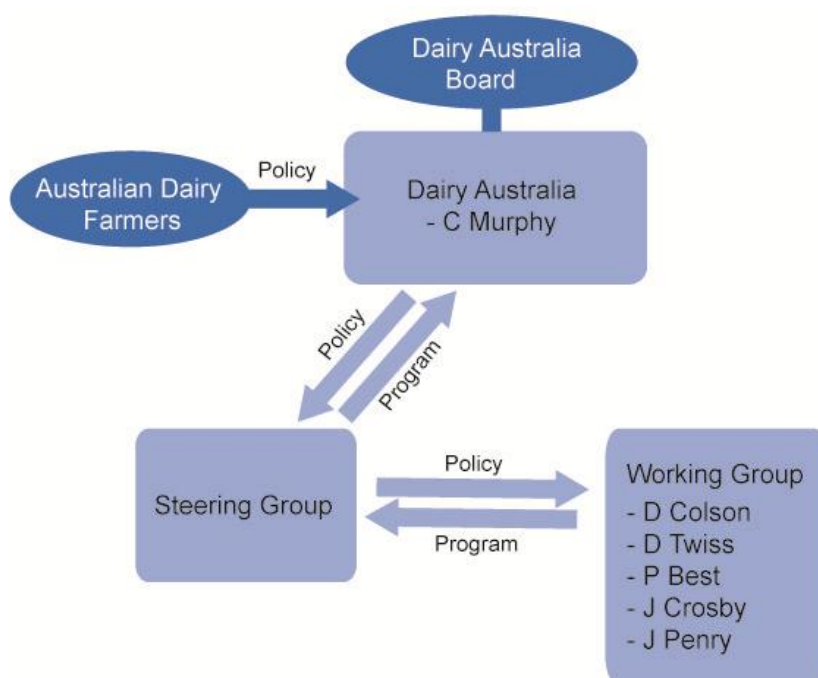 Dairy Australia
Board
Policy
Australian Dairy
Farmers
Dairy Australia
- C Murphy
Policy
Program
Steering Group
Policy
Program
Working Group
- D Colson
- D Twiss
- P Best
- J Crosby
- J Penry